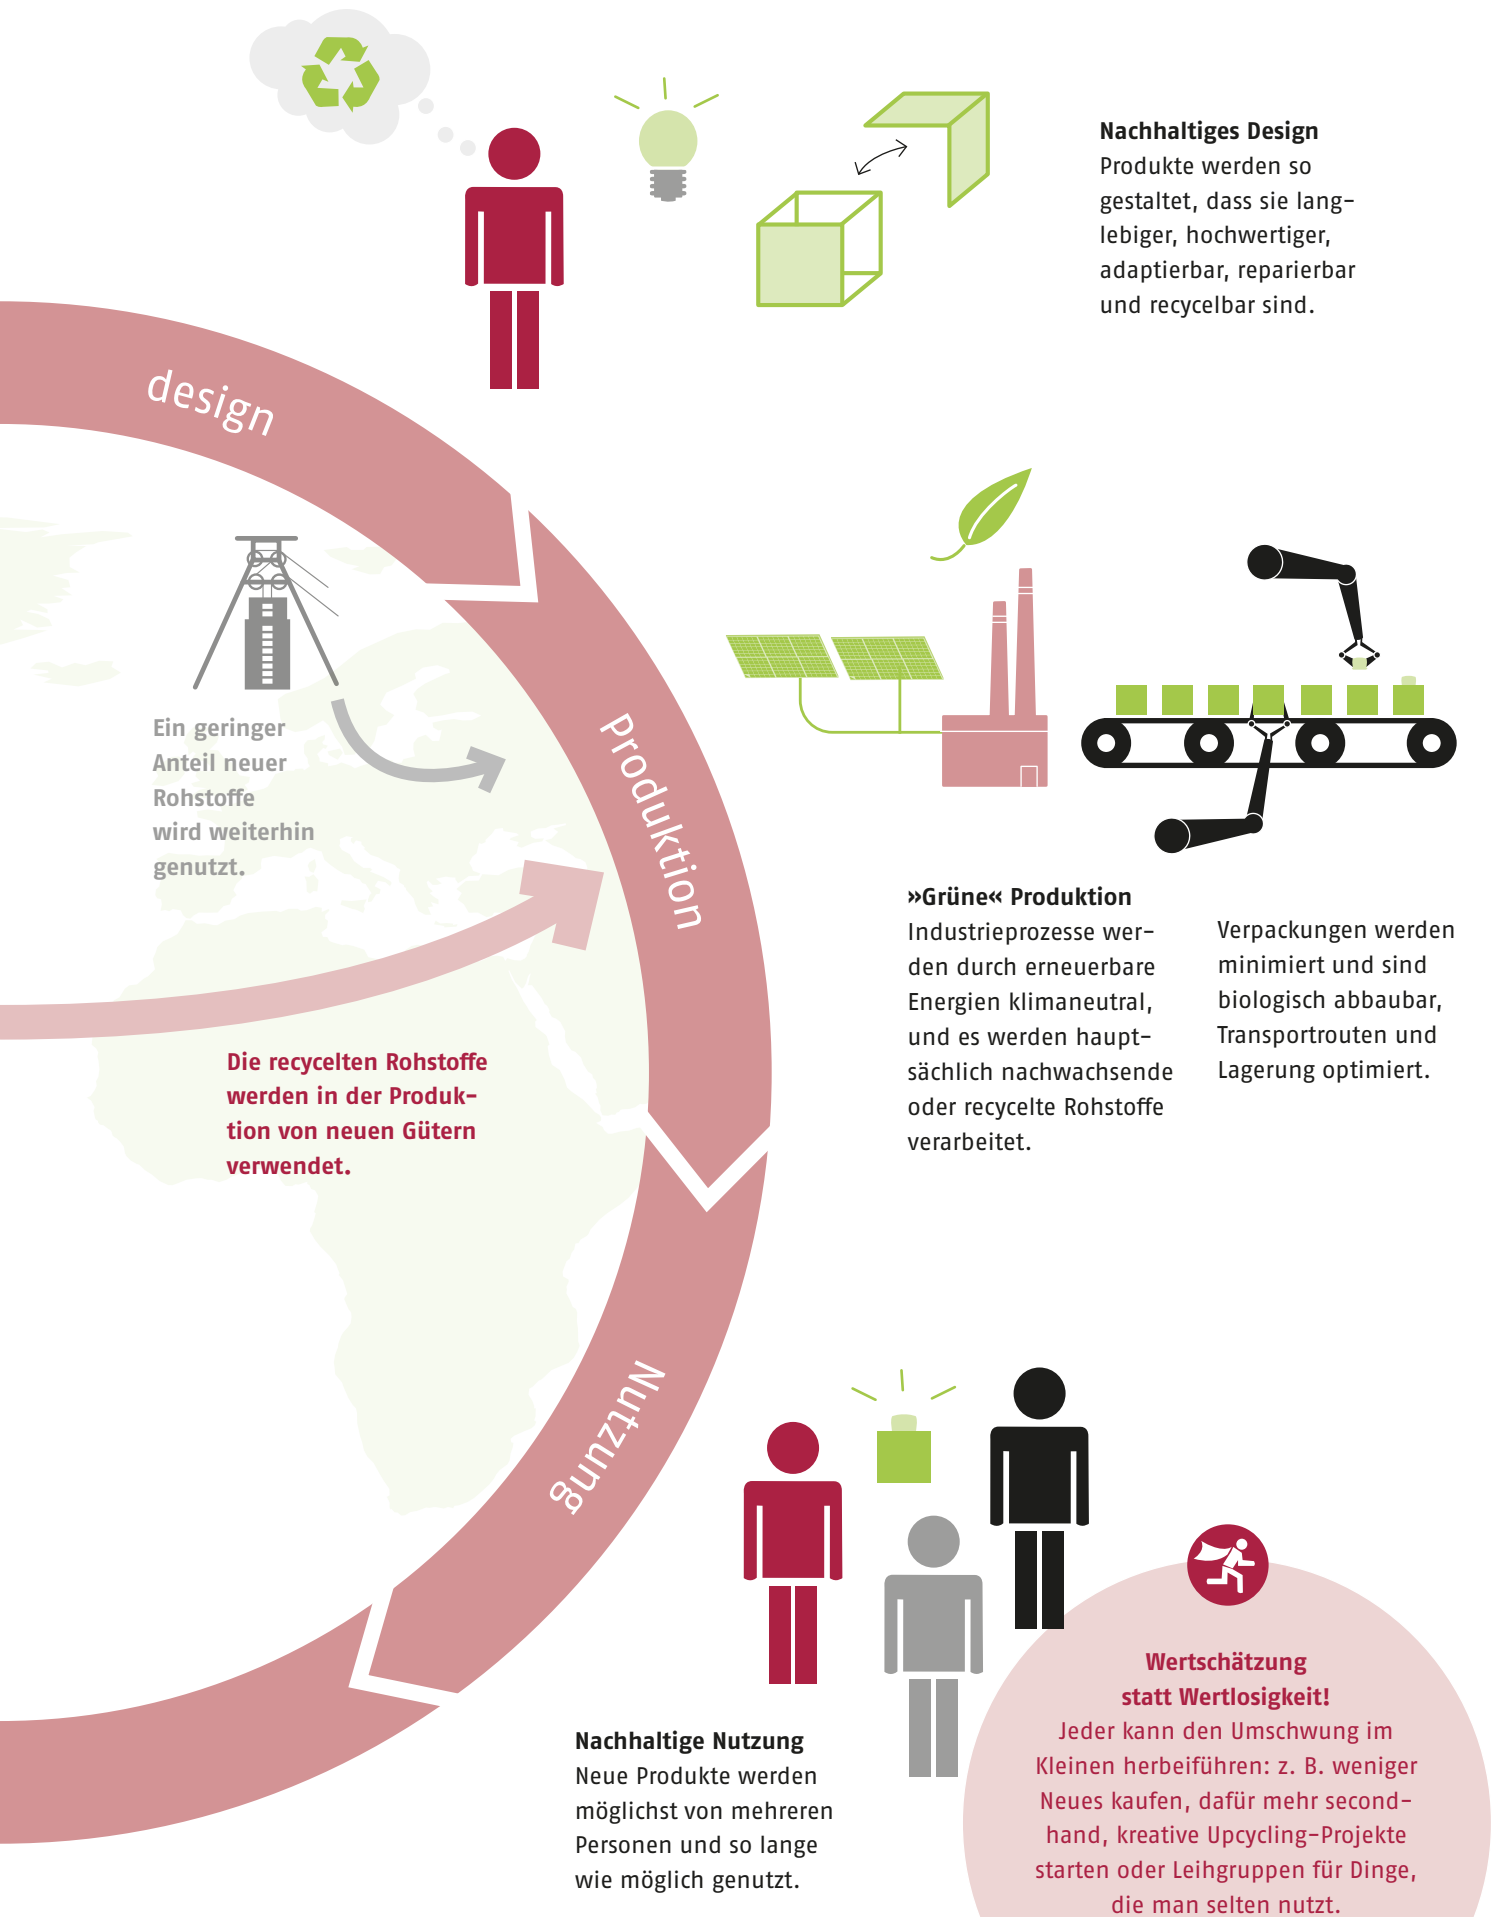 Nachhaltiges Design
Produkte werden so
gestaltet, dass sie lang-
lebiger, hochwertiger,
adaptierbar, reparierbar
und recycelbar sind.
design
Ein geringer
Anteil neuer
Rohstoffe
wird weiterhin
genutzt.
Produktion
»Grüne« Produktion
Industrieprozesse wer-
den durch erneuerbare
Energien klimaneutral,
und es werden haupt-
sächlich nachwachsende
oder recycelte Rohstoffe
verarbeitet.
Verpackungen werden
minimiert und sind
biologisch abbaubar,
Transportrouten und
Lagerung optimiert.
Die recycelten Rohstoffe
werden in der Produk-
tion von neuen Gütern
verwendet.
Nutzung
Nachhaltige Nutzung
Neue Produkte werden
möglichst von mehreren
Personen und so lange
wie möglich genutzt.
Wertschätzung
statt Wertlosigkeit!
Jeder kann den Umschwung im
Kleinen herbeiführen: z. B. weniger
Neues kaufen, dafür mehr second-
hand, kreative Upcycling-Projekte
starten oder Leihgruppen für Dinge,
die man selten nutzt.